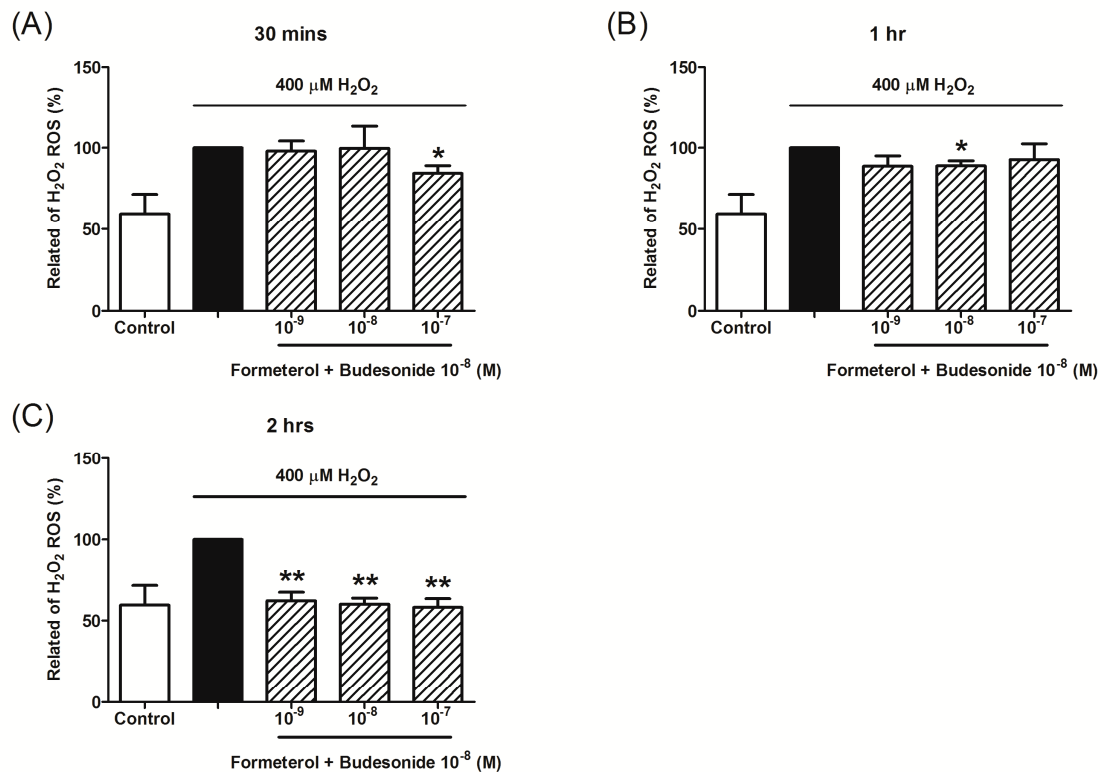 (A)
30 mins
Related of H₂O₂ ROS (%)
150
100
50
0
400 μM H₂O₂
*
Control
10⁻⁹
10⁻⁸
10⁻⁷
Formeterol + Budesonide 10⁻⁸ (M)
(B)
1 hr
Related of H₂O₂ ROS (%)
150
100
50
0
400 μM H₂O₂
*
Control
10⁻⁹
10⁻⁸
10⁻⁷
Formeterol + Budesonide 10⁻⁸ (M)
(C)
2 hrs
Related of H₂O₂ ROS (%)
150
100
50
0
400 μM H₂O₂
**
**
**
Control
10⁻⁹
10⁻⁸
10⁻⁷
Formeterol + Budesonide 10⁻⁸ (M)